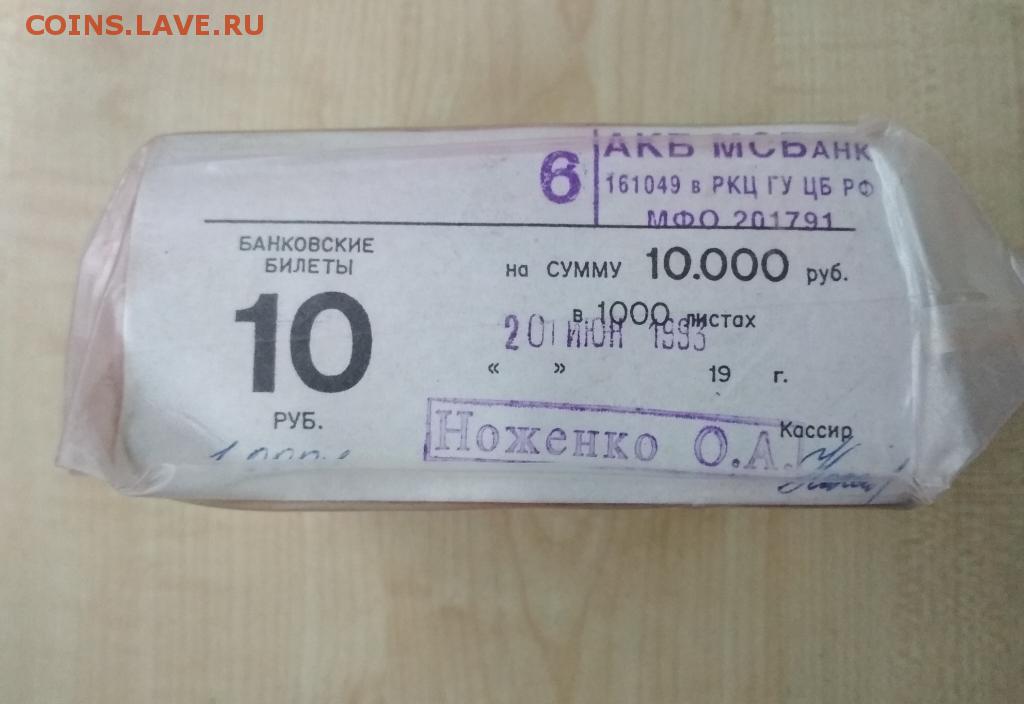 COINS.LAVE.RU
6
АКБ МСБАНК
161049 в РКЦ ГУ ЦБ РФ
МФО 201791
БАНКОВСКИЕ
БИЛЕТЫ
10
РУБ.
на СУММУ 10.000 руб.
в 1000 листах
20 ИЮН 1993
« » 19 г.
Кассир
Ноженко О.А.